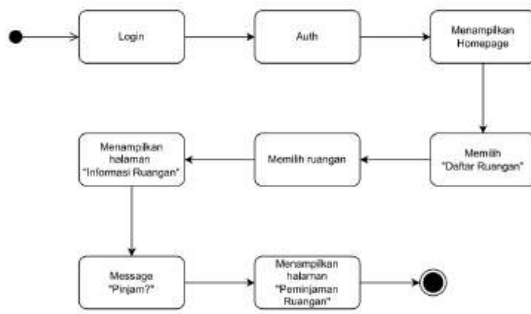 Login
Auth
Menampilkan
Homepage
Menampilkan
halaman
"Informasi Ruangan"
Memilih ruangan
Memilih
"Daftar Ruangan"
Message
"Pinjam?"
Menampilkan
halaman
"Peminjaman
Ruangan"